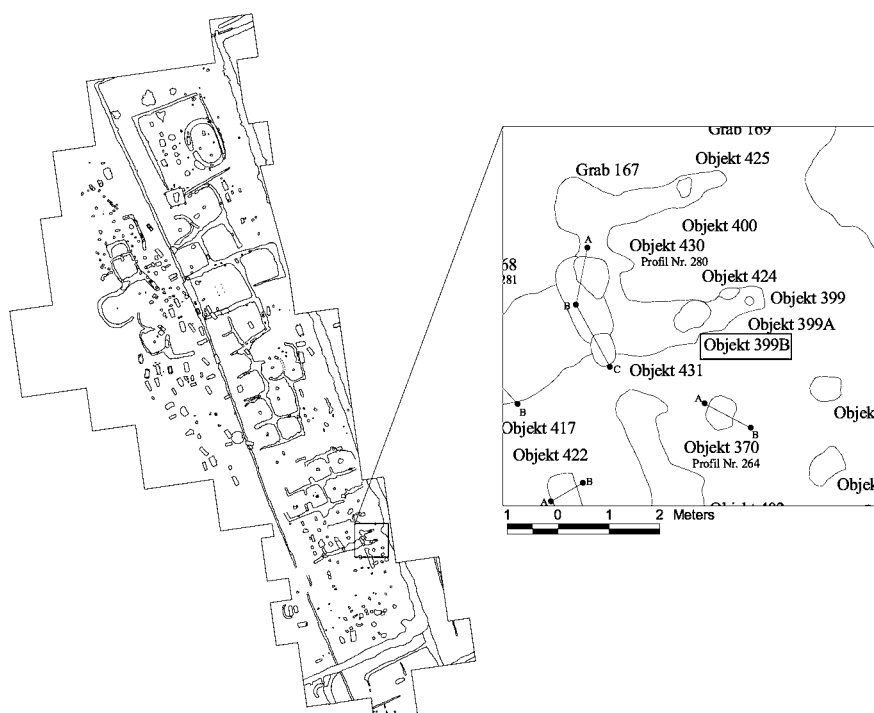 Grab 169
Objekt 425
Grab 167
Objekt 400
A
Objekt 430
Profil Nr. 280
68
281
Objekt 424
Objekt 399
B
Objekt 399A
Objekt 399B
C
Objekt 431
A
B
B
Objekt 417
Objekt 370
Profil Nr. 264
Objek
Objekt 422
B
Objek
A
1 0 1 2 Meters